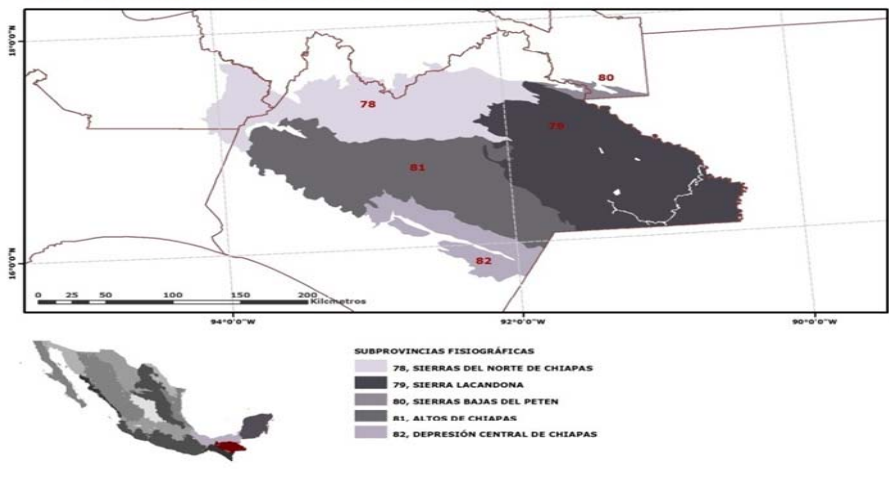 18°0'0"N
80
78
79
81
82
16°0'0"N
0 25 50 100 150 200
Kilometros
94°0'0"W 92°0'0"W 90°0'0"W
SUBPROVINCIAS FISIOGRÁFICAS
78, SIERRAS DEL NORTE DE CHIAPAS
79, SIERRA LACANDONA
80, SIERRAS BAJAS DEL PETEN
81, ALTOS DE CHIAPAS
82, DEPRESIÓN CENTRAL DE CHIAPAS